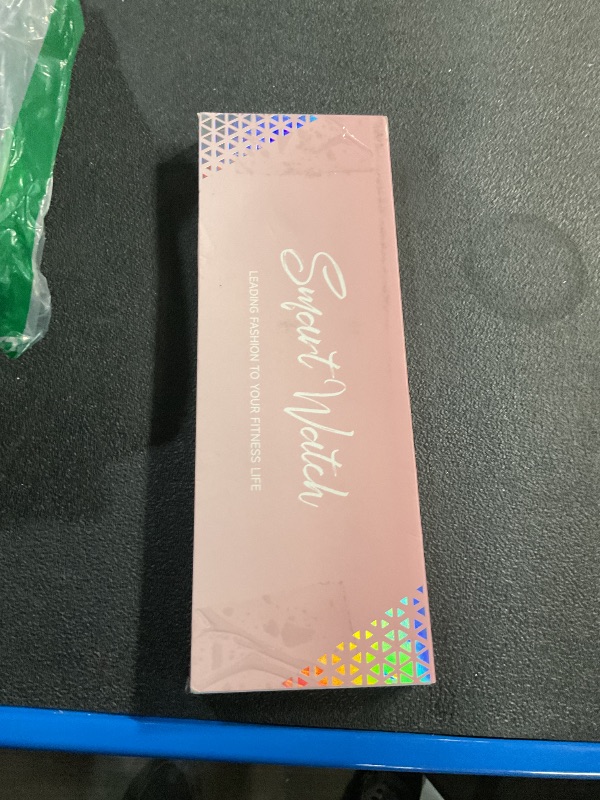 Smart Watch
LEADING FASHION TO YOUR FITNESS LIFE